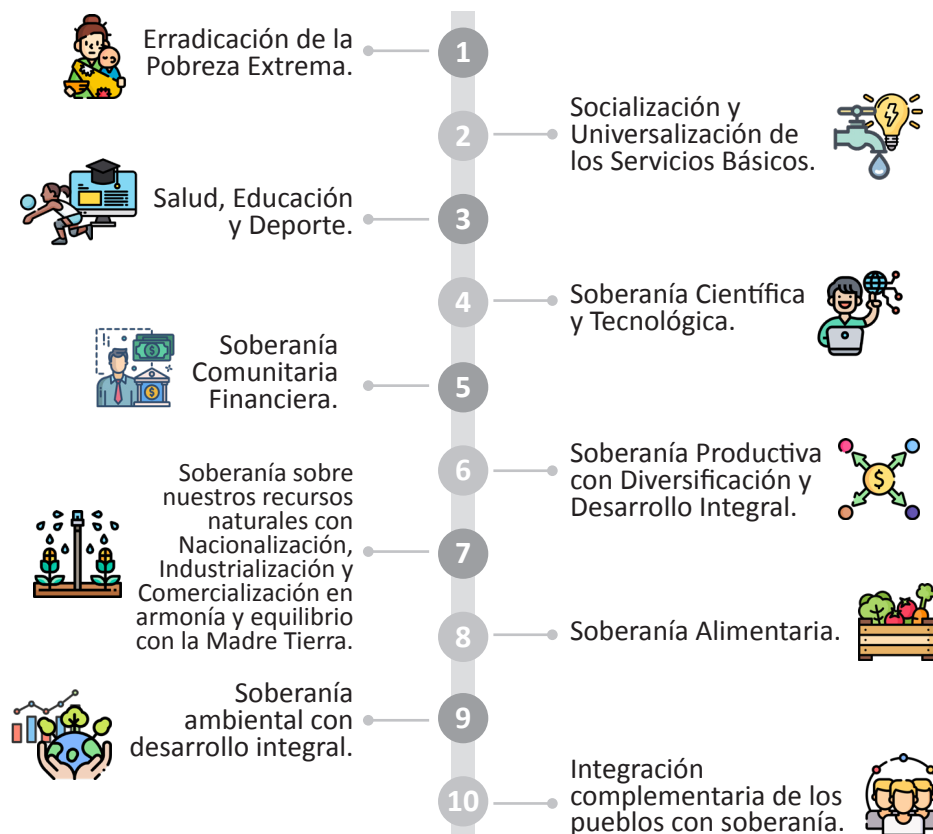 Erradicación de la
Pobreza Extrema.
1
2
Socialización y
Universalización de
los Servicios Básicos.
Salud, Educación
y Deporte.
3
4
Soberanía Científica
y Tecnológica.
Soberanía
Comunitaria
Financiera.
5
6
Soberanía Productiva
con Diversificación y
Desarrollo Integral.
Soberanía sobre
nuestros recursos
naturales con
Nacionalización,
Industrialización y
Comercialización en
armonía y equilibrio
con la Madre Tierra.
7
8
Soberanía Alimentaria.
Soberanía
ambiental con
desarrollo integral.
9
10
Integración
complementaria de los
pueblos con soberanía.